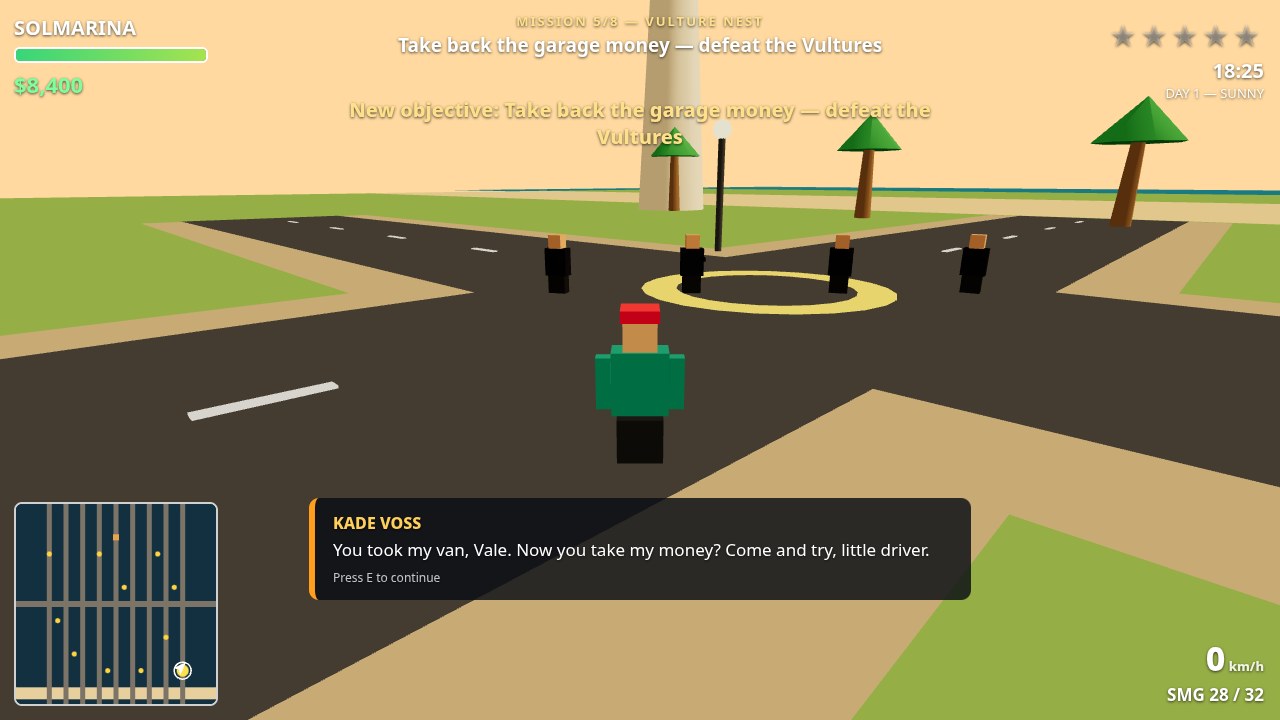 SOLMARINA
$8,400
MISSION 5/8 — VULTURE NEST
Take back the garage money — defeat the Vultures
New objective: Take back the garage money — defeat the
Vultures
18:25
DAY 1 — SUNNY
KADE VOSS
You took my van, Vale. Now you take my money? Come and try, little driver.
Press E to continue
0 km/h
SMG 28 / 32